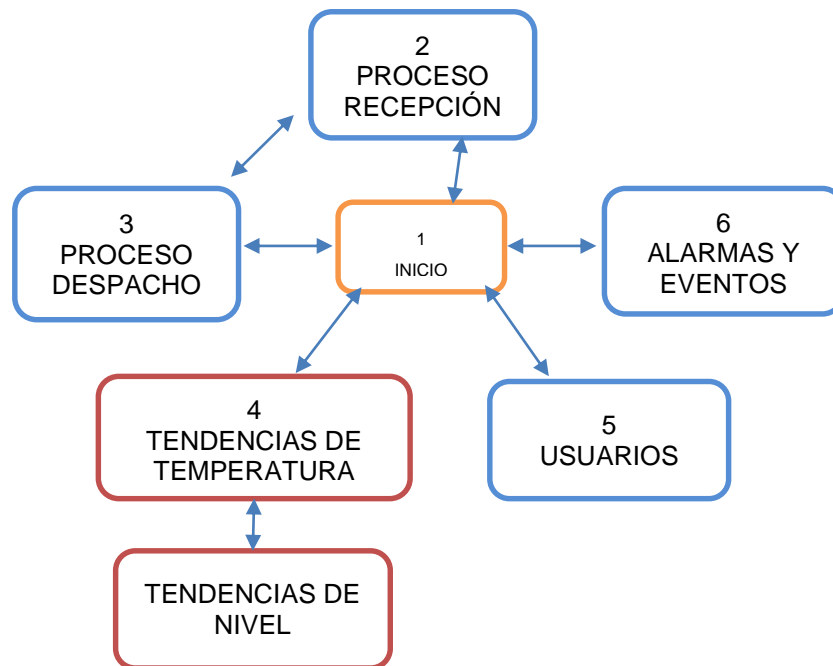 2
PROCESO
RECEPCIÓN
3
PROCESO
DESPACHO
1
INICIO
6
ALARMAS Y
EVENTOS
4
TENDENCIAS DE
TEMPERATURA
5
USUARIOS
TENDENCIAS DE
NIVEL